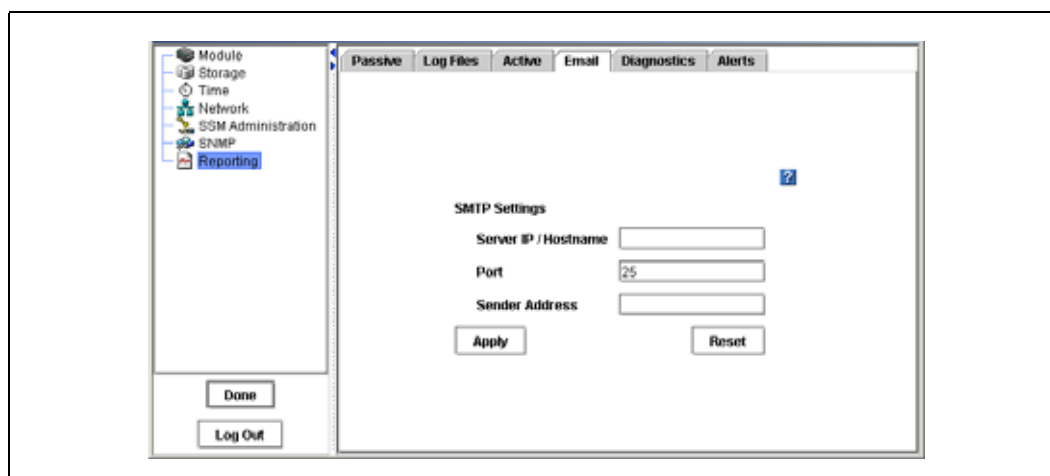 Module
Storage
Time
Network
SSM Administration
SNMP
Reporting
Done
Log Out
Passive Log Files Active Email Diagnostics Alerts
?
SMTP Settings
Server IP / Hostname
Port 25
Sender Address
Apply Reset